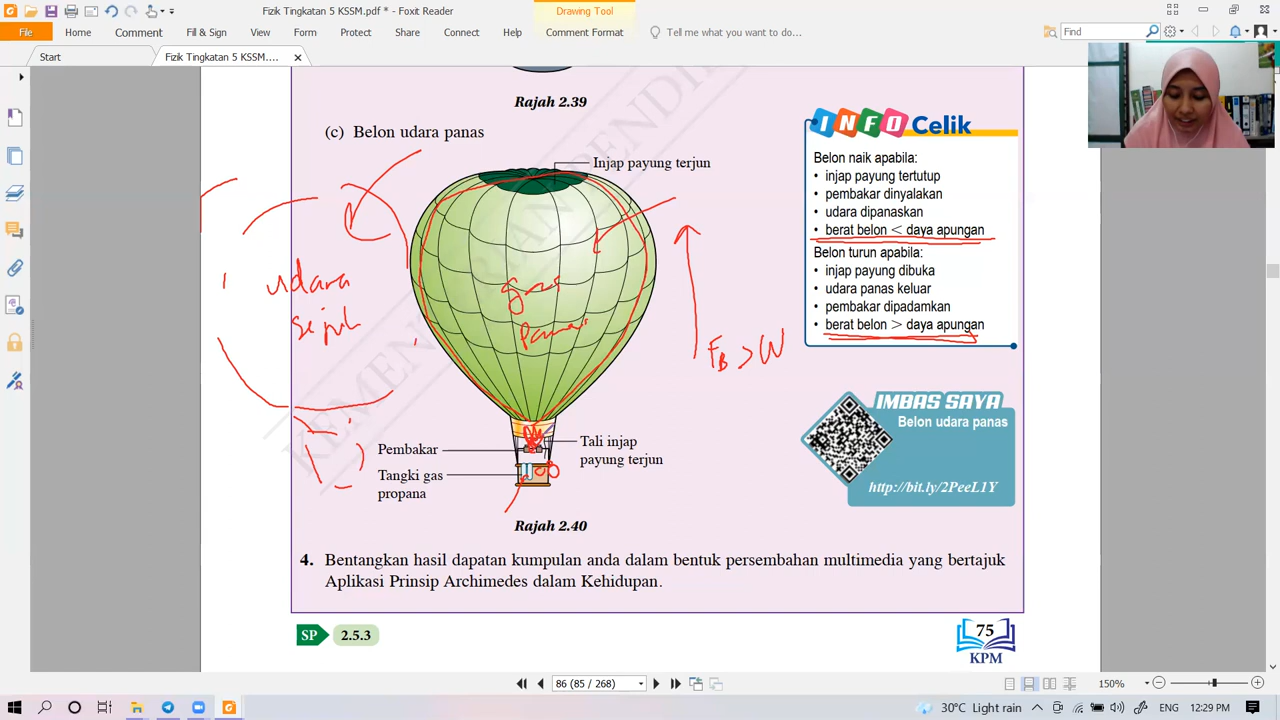 Fizik Tingkatan 5 KSSM.pdf * - Foxit Reader
Drawing Tool
File
Home
Comment
Fill & Sign
View
Form
Protect
Share
Connect
Help
Comment Format
Tell me what you want to do...
Find
Start
Fizik Tingkatan 5 KSSM....
Rajah 2.39
(c) Belon udara panas
Injap payung terjun
INFO Celik
Belon naik apabila:
• injap payung tertutup
• pembakar dinyalakan
• udara dipanaskan
• berat belon < daya apungan
Belon turun apabila:
• injap payung dibuka
• udara panas keluar
• pembakar dipadamkan
• berat belon > daya apungan
udara
sejuk
gas
panas
FB > W
IMBAS SAYA
Belon udara panas
http://bit.ly/2PeeL1Y
Pembakar
Tangki gas
propana
Tali injap
payung terjun
Rajah 2.40
4. Bentangkan hasil dapatan kumpulan anda dalam bentuk persembahan multimedia yang bertajuk
Aplikasi Prinsip Archimedes dalam Kehidupan.
SP 2.5.3
75
KPM
KEMENTERIAN PENDIDIKAN
86 (85 / 268)
150%
30°C Light rain
ENG
12:29 PM